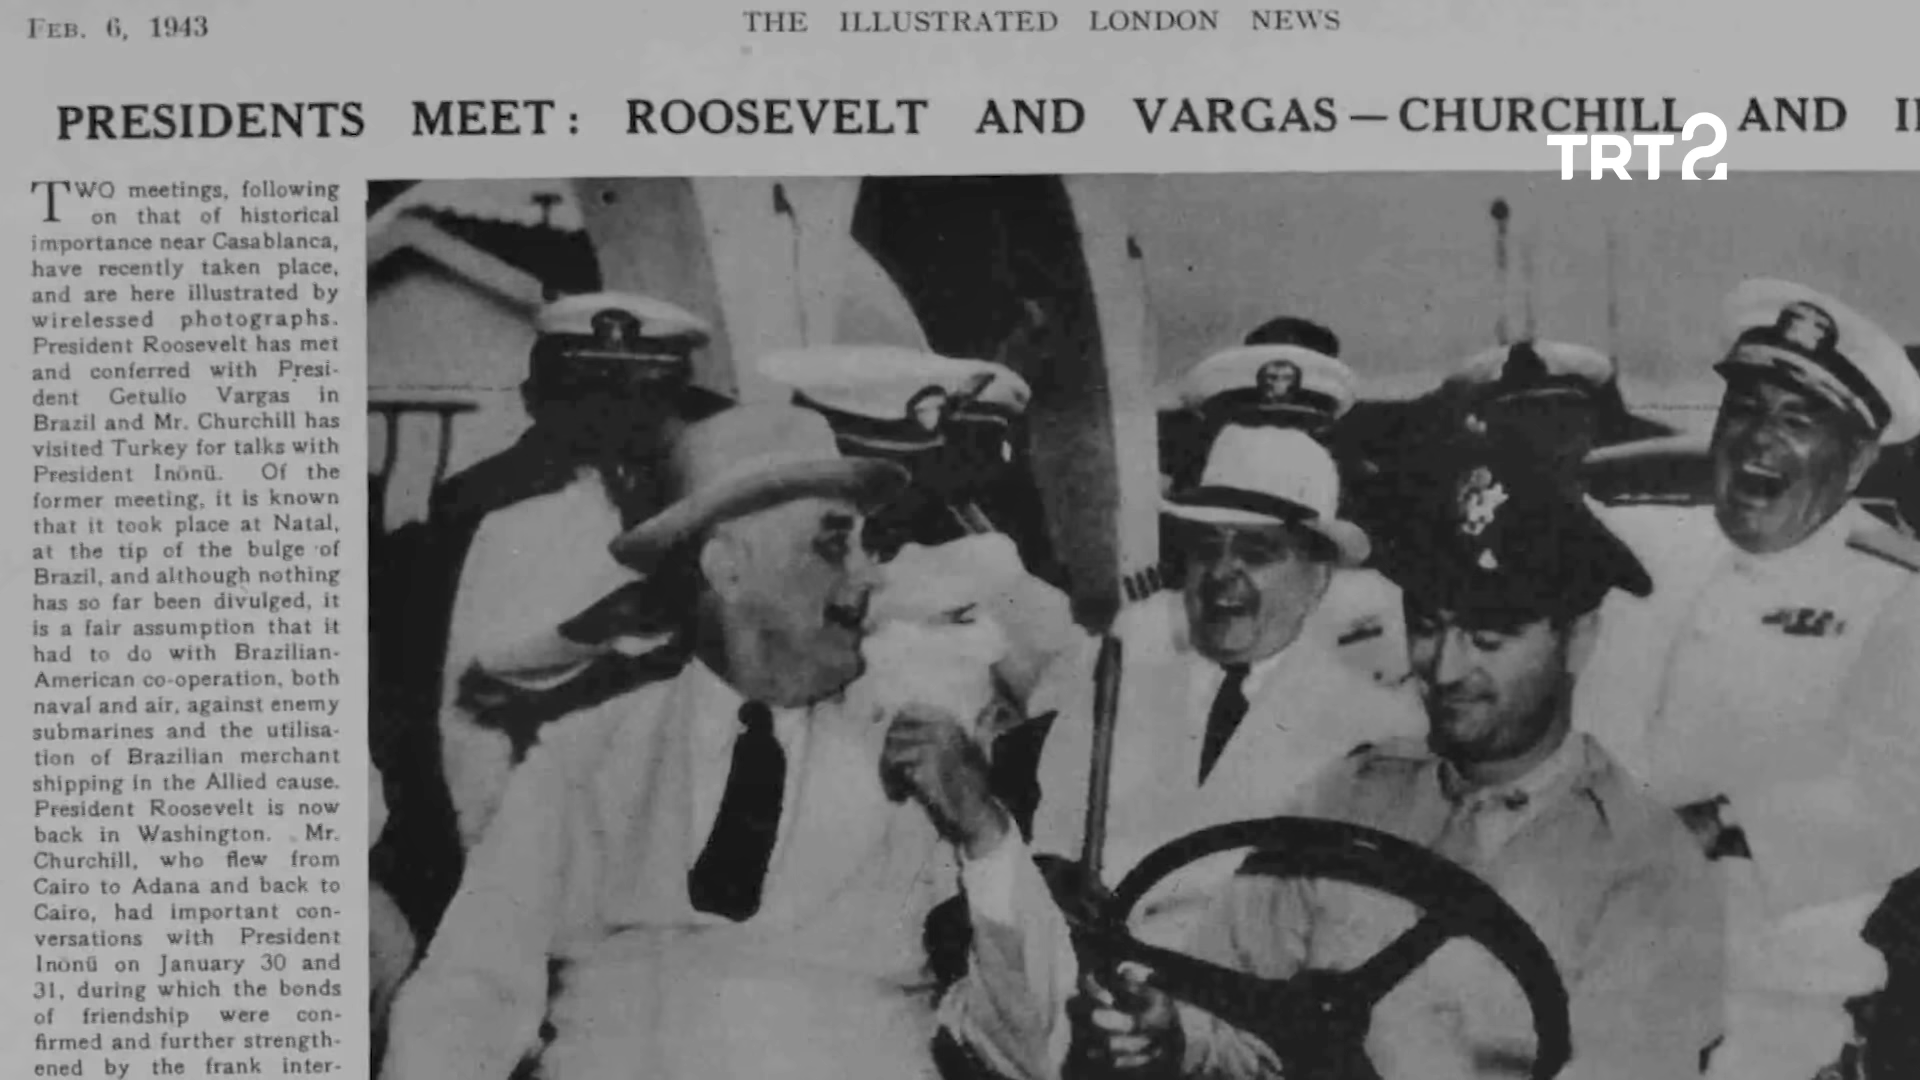 FEB. 6, 1943
THE ILLUSTRATED LONDON NEWS
PRESIDENTS MEET: ROOSEVELT AND VARGAS—CHURCHILL AND
TRT2
TWO meetings, following
on that of historical
importance near Casablanca,
have recently taken place,
and are here illustrated by
wirelessed photographs.
President Roosevelt has met
and conferred with Presi-
dent Getulio Vargas in
Brazil and Mr. Churchill has
visited Turkey for talks with
President Inönü. Of the
former meeting, it is known
that it took place at Natal,
at the tip of the bulge of
Brazil, and although nothing
has so far been divulged, it
is a fair assumption that it
had to do with Brazilian-
American co-operation, both
naval and air, against enemy
submarines and the utilisa-
tion of Brazilian merchant
shipping in the Allied cause.
President Roosevelt is now
back in Washington. Mr.
Churchill, who flew from
Cairo to Adana and back to
Cairo, had important con-
versations with President
Inönü on January 30 and
31, during which the bonds
of friendship were con-
firmed and further strength-
ened by the frank inter-